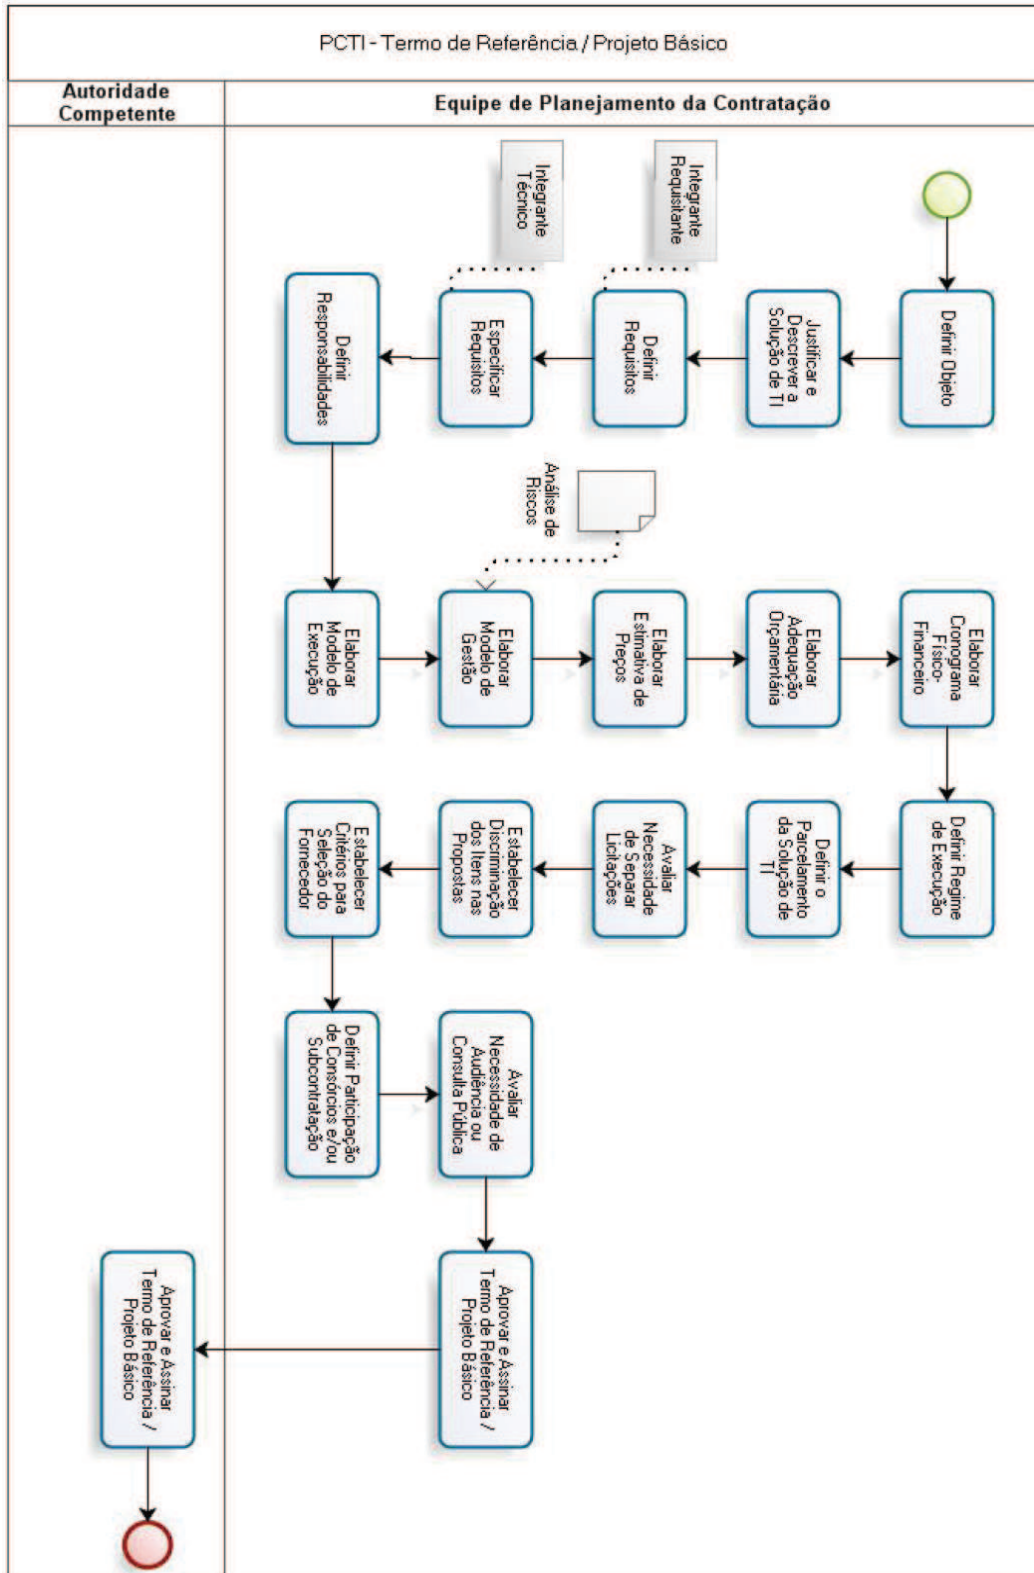 PCTI - Termo de Referência / Projeto Básico
Autoridade
Competente
Equipe de Planejamento da Contratação
Definir Objeto
Justificar e
Descrever a
Solução de TI
Integrante
Requisitante
Definir
Requisitos
Integrante
Técnico
Especificar
Requisitos
Definir
Responsabilidades
Elaborar
Modelo de
Execução
Análise de
Riscos
Elaborar
Modelo de
Gestão
Elaborar
Estimativa de
Preços
Elaborar
Adequação
Orçamentária
Elaborar
Cronograma
Físico-
Financeiro
Definir Regime
de Execução
Definir o
Parcelamento
da Solução de
TI
Avaliar
Necessidade
de Separar
Licitações
Estabelecer
Discriminação
dos Itens nas
Propostas
Estabelecer
Critérios para
Seleção do
Fornecedor
Definir Participação
de Consórcios e/ou
Subcontratação
Avaliar
Necessidade de
Audiência ou
Consulta Pública
Aprovar e Assinar
Termo de Referência /
Projeto Básico
Aprovar e Assinar
Termo de Referência /
Projeto Básico